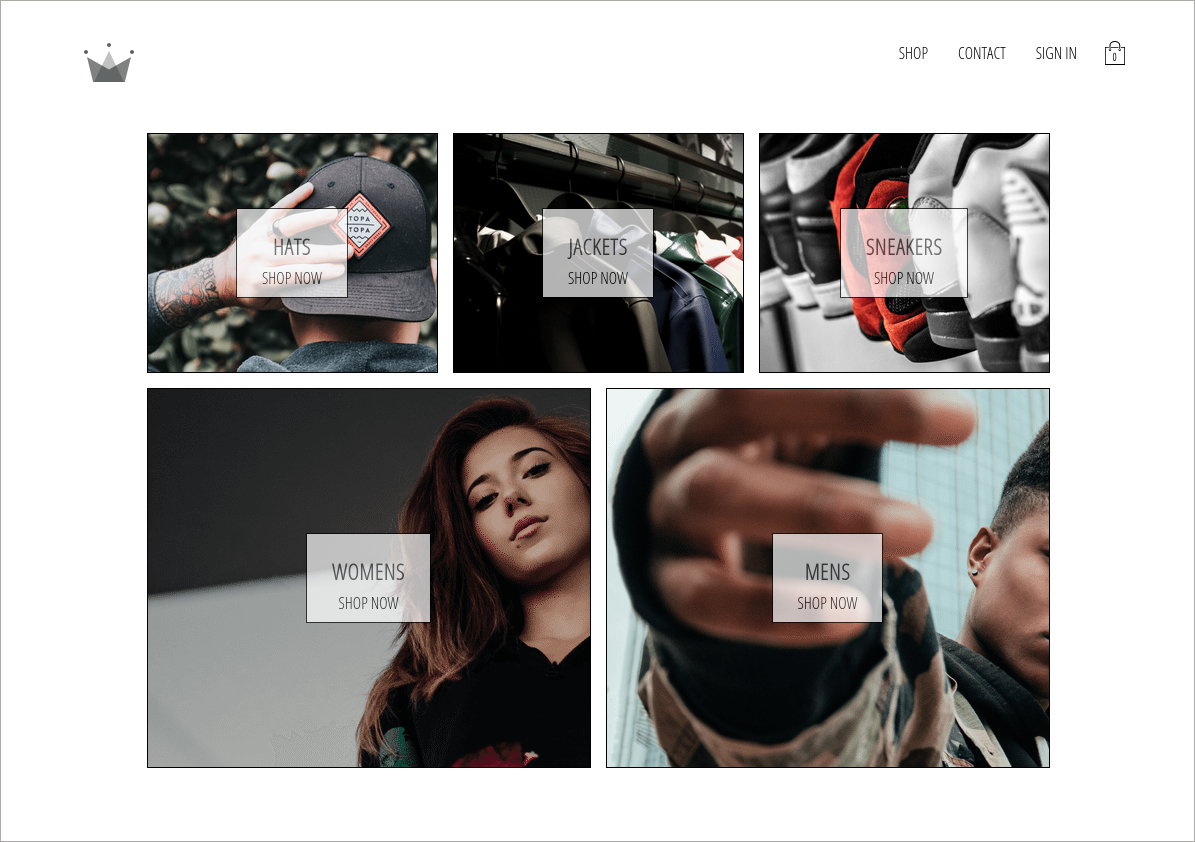 SHOP
CONTACT
SIGN IN
0
TOPA
TOPA
HATS
SHOP NOW
JACKETS
SHOP NOW
SNEAKERS
SHOP NOW
WOMENS
SHOP NOW
MENS
SHOP NOW